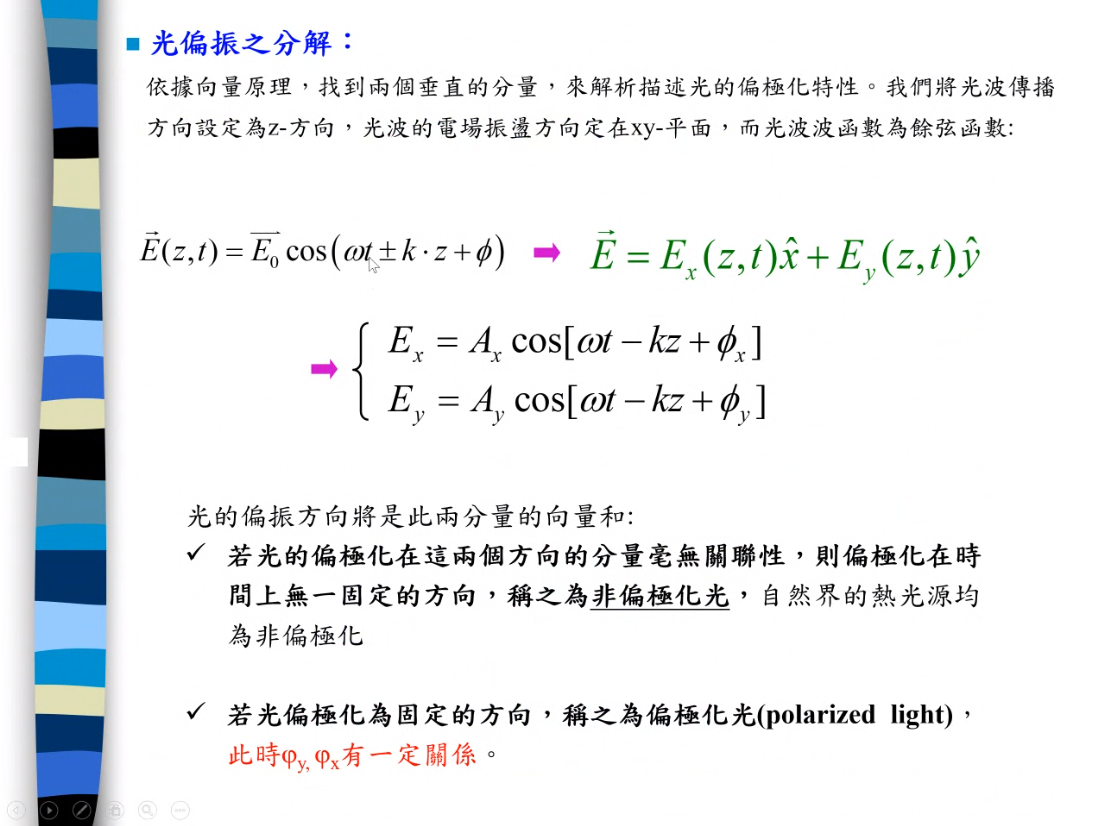 光偏振之分解：
依據向量原理，找到兩個垂直的分量，來解析描述光的偏極化特性。我們將光波傳播
方向設定為z-方向，光波的電場振盪方向定在xy-平面，而光波波函數為餘弦函數:
$\vec{E}(z,t) = \overrightarrow{E_0} \cos(\omega t \pm k \cdot z + \phi)$ ➡ $\vec{E} = E_x(z,t)\hat{x} + E_y(z,t)\hat{y}$
➡ { $E_x = A_x \cos[\omega t - kz + \phi_x]$
$E_y = A_y \cos[\omega t - kz + \phi_y]$
光的偏振方向將是此兩分量的向量和:
✓ 若光的偏極化在這兩個方向的分量毫無關聯性，則偏極化在時
間上無一固定的方向，稱之為非偏極化光，自然界的熱光源均
為非偏極化
✓ 若光偏極化為固定的方向，稱之為偏極化光(polarized light)，
此時φy, φx有一定關係。